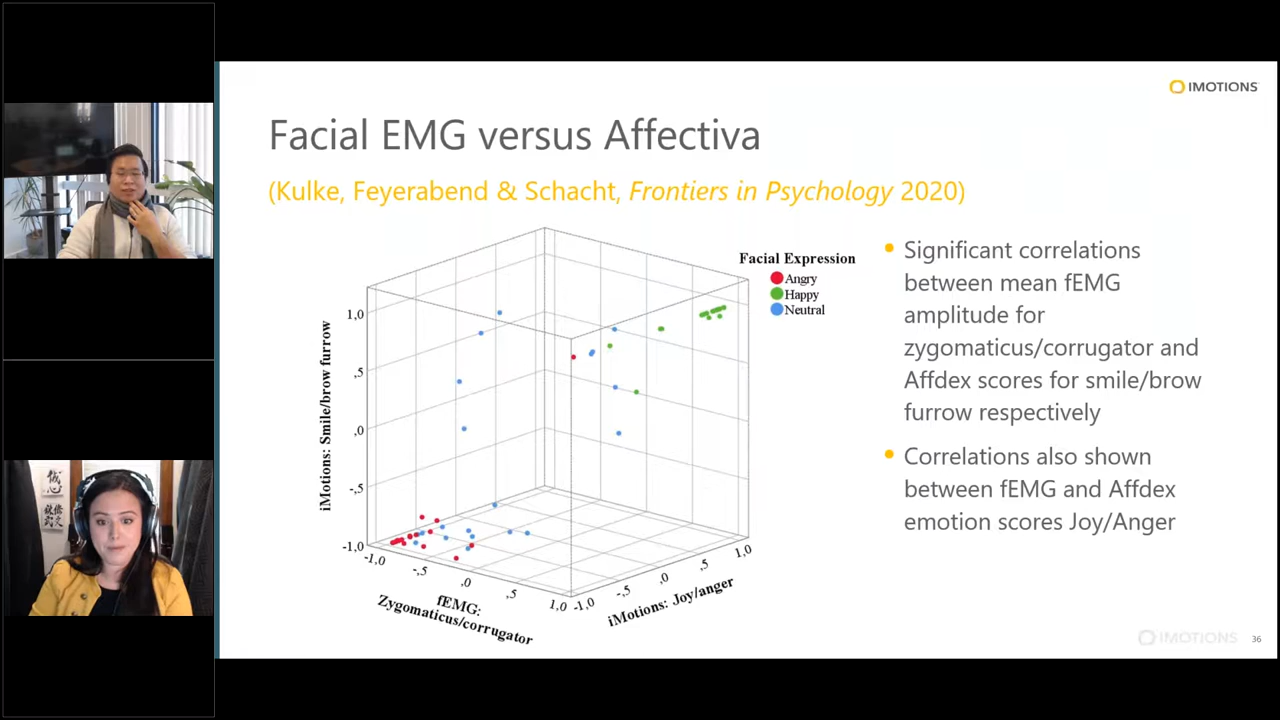 IMOTIONS
Facial EMG versus Affectiva
(Kulke, Feyerabend & Schacht, Frontiers in Psychology 2020)
Facial Expression
Angry
Happy
Neutral
iMotions: Smile/brow furrow
1,0
,5
,0
-,5
-1,0
-1,0
-,5
,0
,5
1,0
fEMG:
Zygomaticus/corrugator
-1,0
-,5
,0
,5
1,0
iMotions: Joy/anger
Significant correlations
between mean fEMG
amplitude for
zygomaticus/corrugator and
Affdex scores for smile/brow
furrow respectively
Correlations also shown
between fEMG and Affdex
emotion scores Joy/Anger
IMOTIONS
36